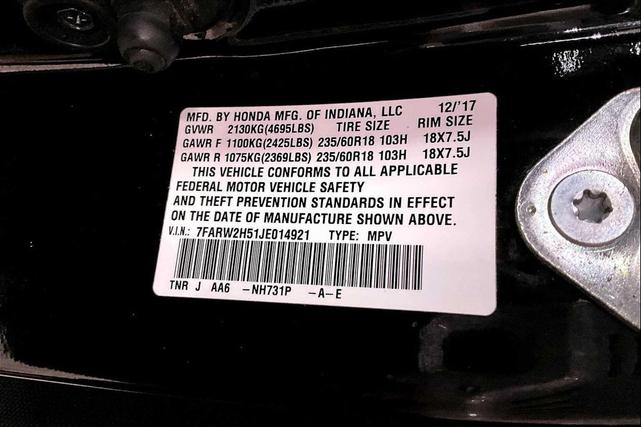 MFD. BY HONDA MFG. OF INDIANA, LLC 12/'17
GVWR 2130KG(4695LBS) TIRE SIZE RIM SIZE
GAWR F 1100KG(2425LBS) 235/60R18 103H 18X7.5J
GAWR R 1075KG(2369LBS) 235/60R18 103H 18X7.5J
THIS VEHICLE CONFORMS TO ALL APPLICABLE
FEDERAL MOTOR VEHICLE SAFETY
AND THEFT PREVENTION STANDARDS IN EFFECT
ON THE DATE OF MANUFACTURE SHOWN ABOVE.
V.I.N.: 7FARW2H51JE014921 TYPE: MPV
TNR J AA6 -NH731P -A-E